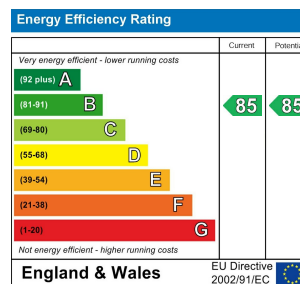 Energy Efficiency Rating
Current Potentia
Very energy efficient - lower running costs
(92 plus) A
(81-91) B 85 85
(69-80) C
(55-68) D
(39-54) E
(21-38) F
(1-20) G
Not energy efficient - higher running costs
England & Wales
EU Directive
2002/91/EC